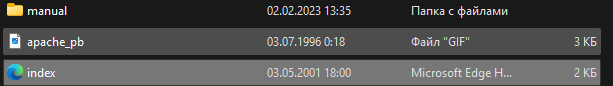 manual 02.02.2023 13:35 Папка с файлами
apache_pb 03.07.1996 0:18 Файл "GIF" 3 КБ
index 03.05.2001 18:00 Microsoft Edge H... 2 КБ